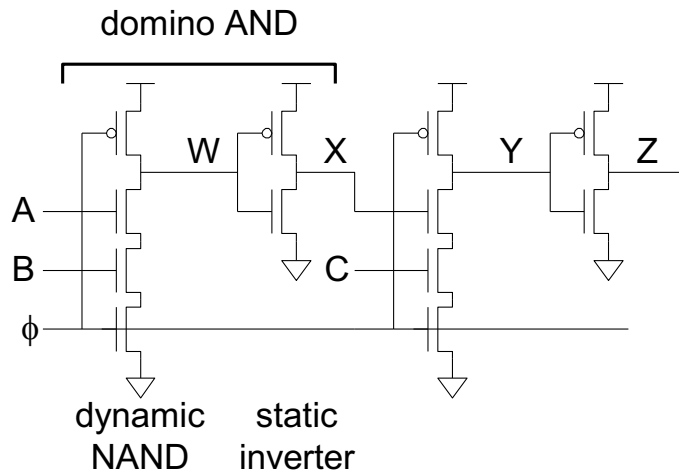 domino AND
W
X
Y
Z
A
B
C
ϕ
dynamic
NAND
static
inverter